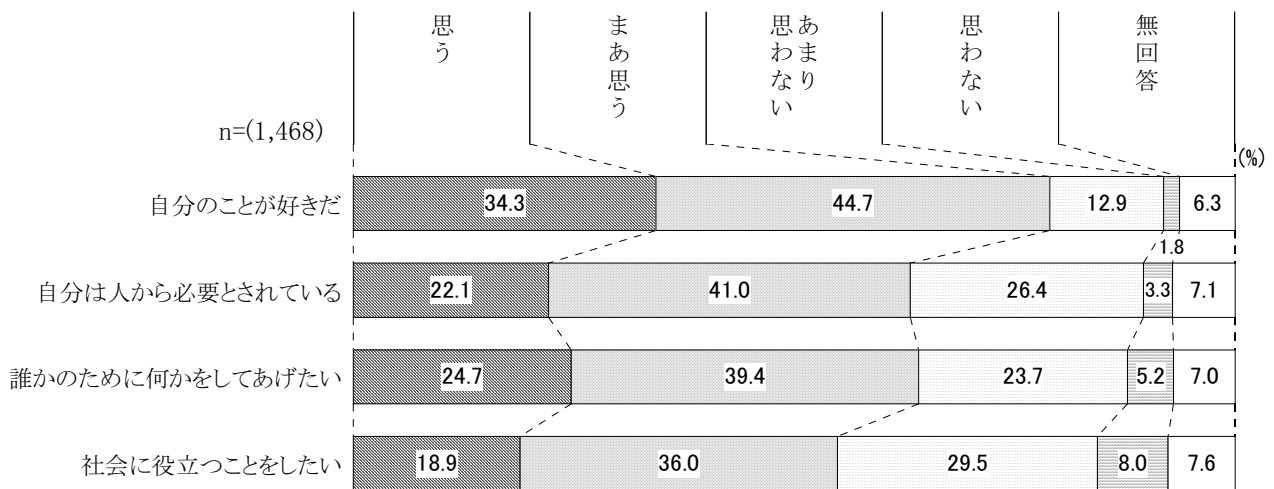 思う
まあ思う
あまり
思わない
思わない
無回答
n=(1,468)
(%)
自分のことが好きだ
34.3
44.7
12.9
1.8
6.3
自分は人から必要とされている
22.1
41.0
26.4
3.3
7.1
誰かのために何かをしてあげたい
24.7
39.4
23.7
5.2
7.0
社会に役立つことをしたい
18.9
36.0
29.5
8.0
7.6